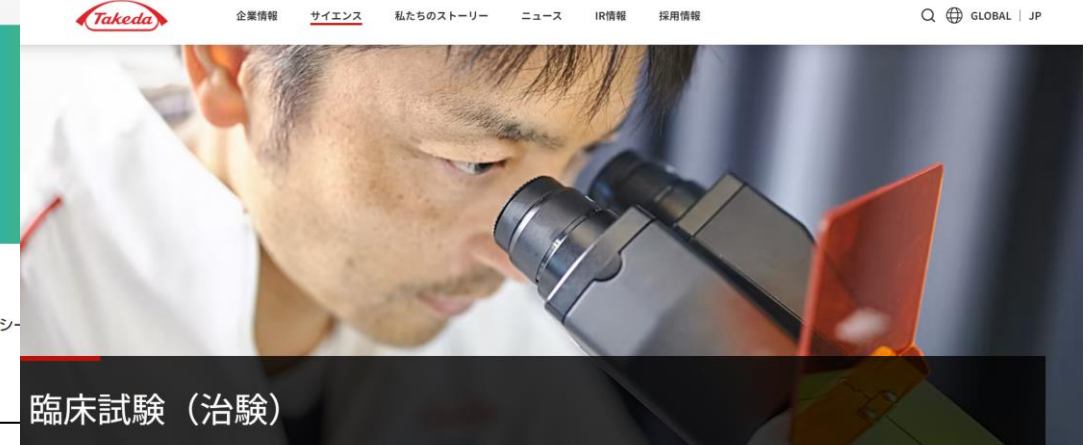 Takeda
企業情報 サイエンス 私たちのストーリー ニュース IR情報 採用情報
GLOBAL | JP
シー
臨床試験（治験）